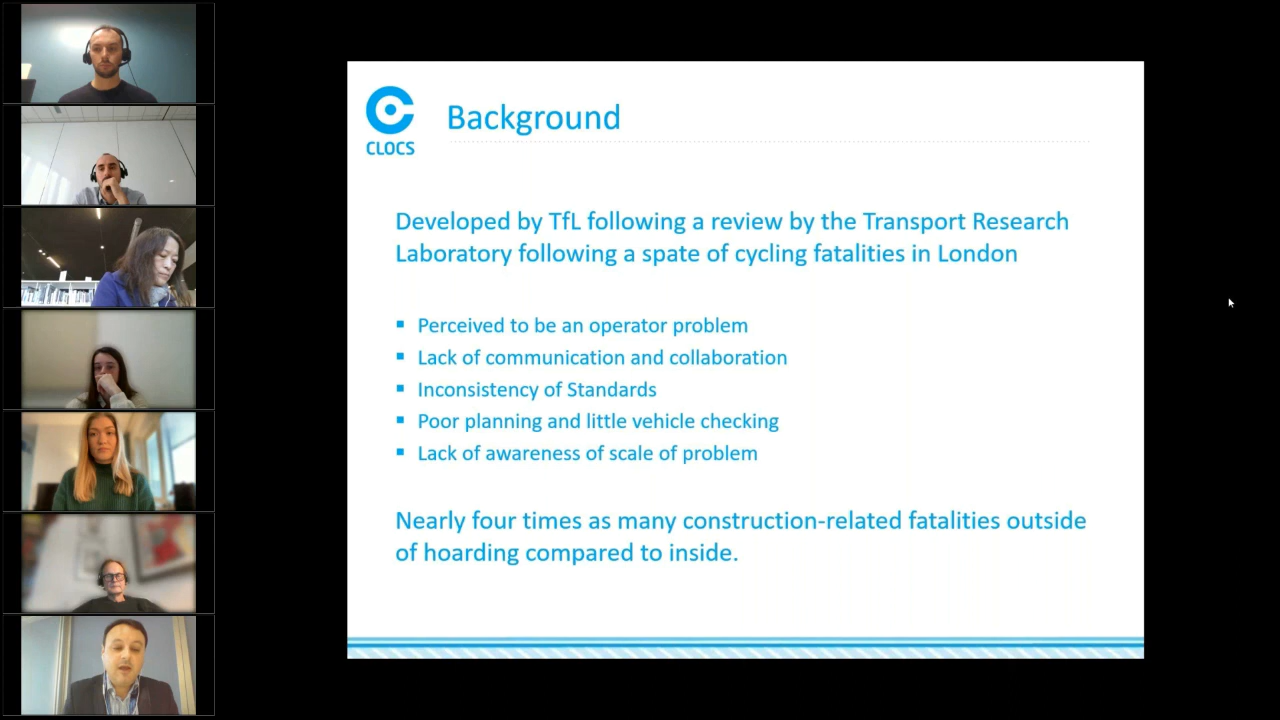 CLOCS
Background
Developed by TfL following a review by the Transport Research
Laboratory following a spate of cycling fatalities in London
▪ Perceived to be an operator problem
▪ Lack of communication and collaboration
▪ Inconsistency of Standards
▪ Poor planning and little vehicle checking
▪ Lack of awareness of scale of problem
Nearly four times as many construction-related fatalities outside
of hoarding compared to inside.